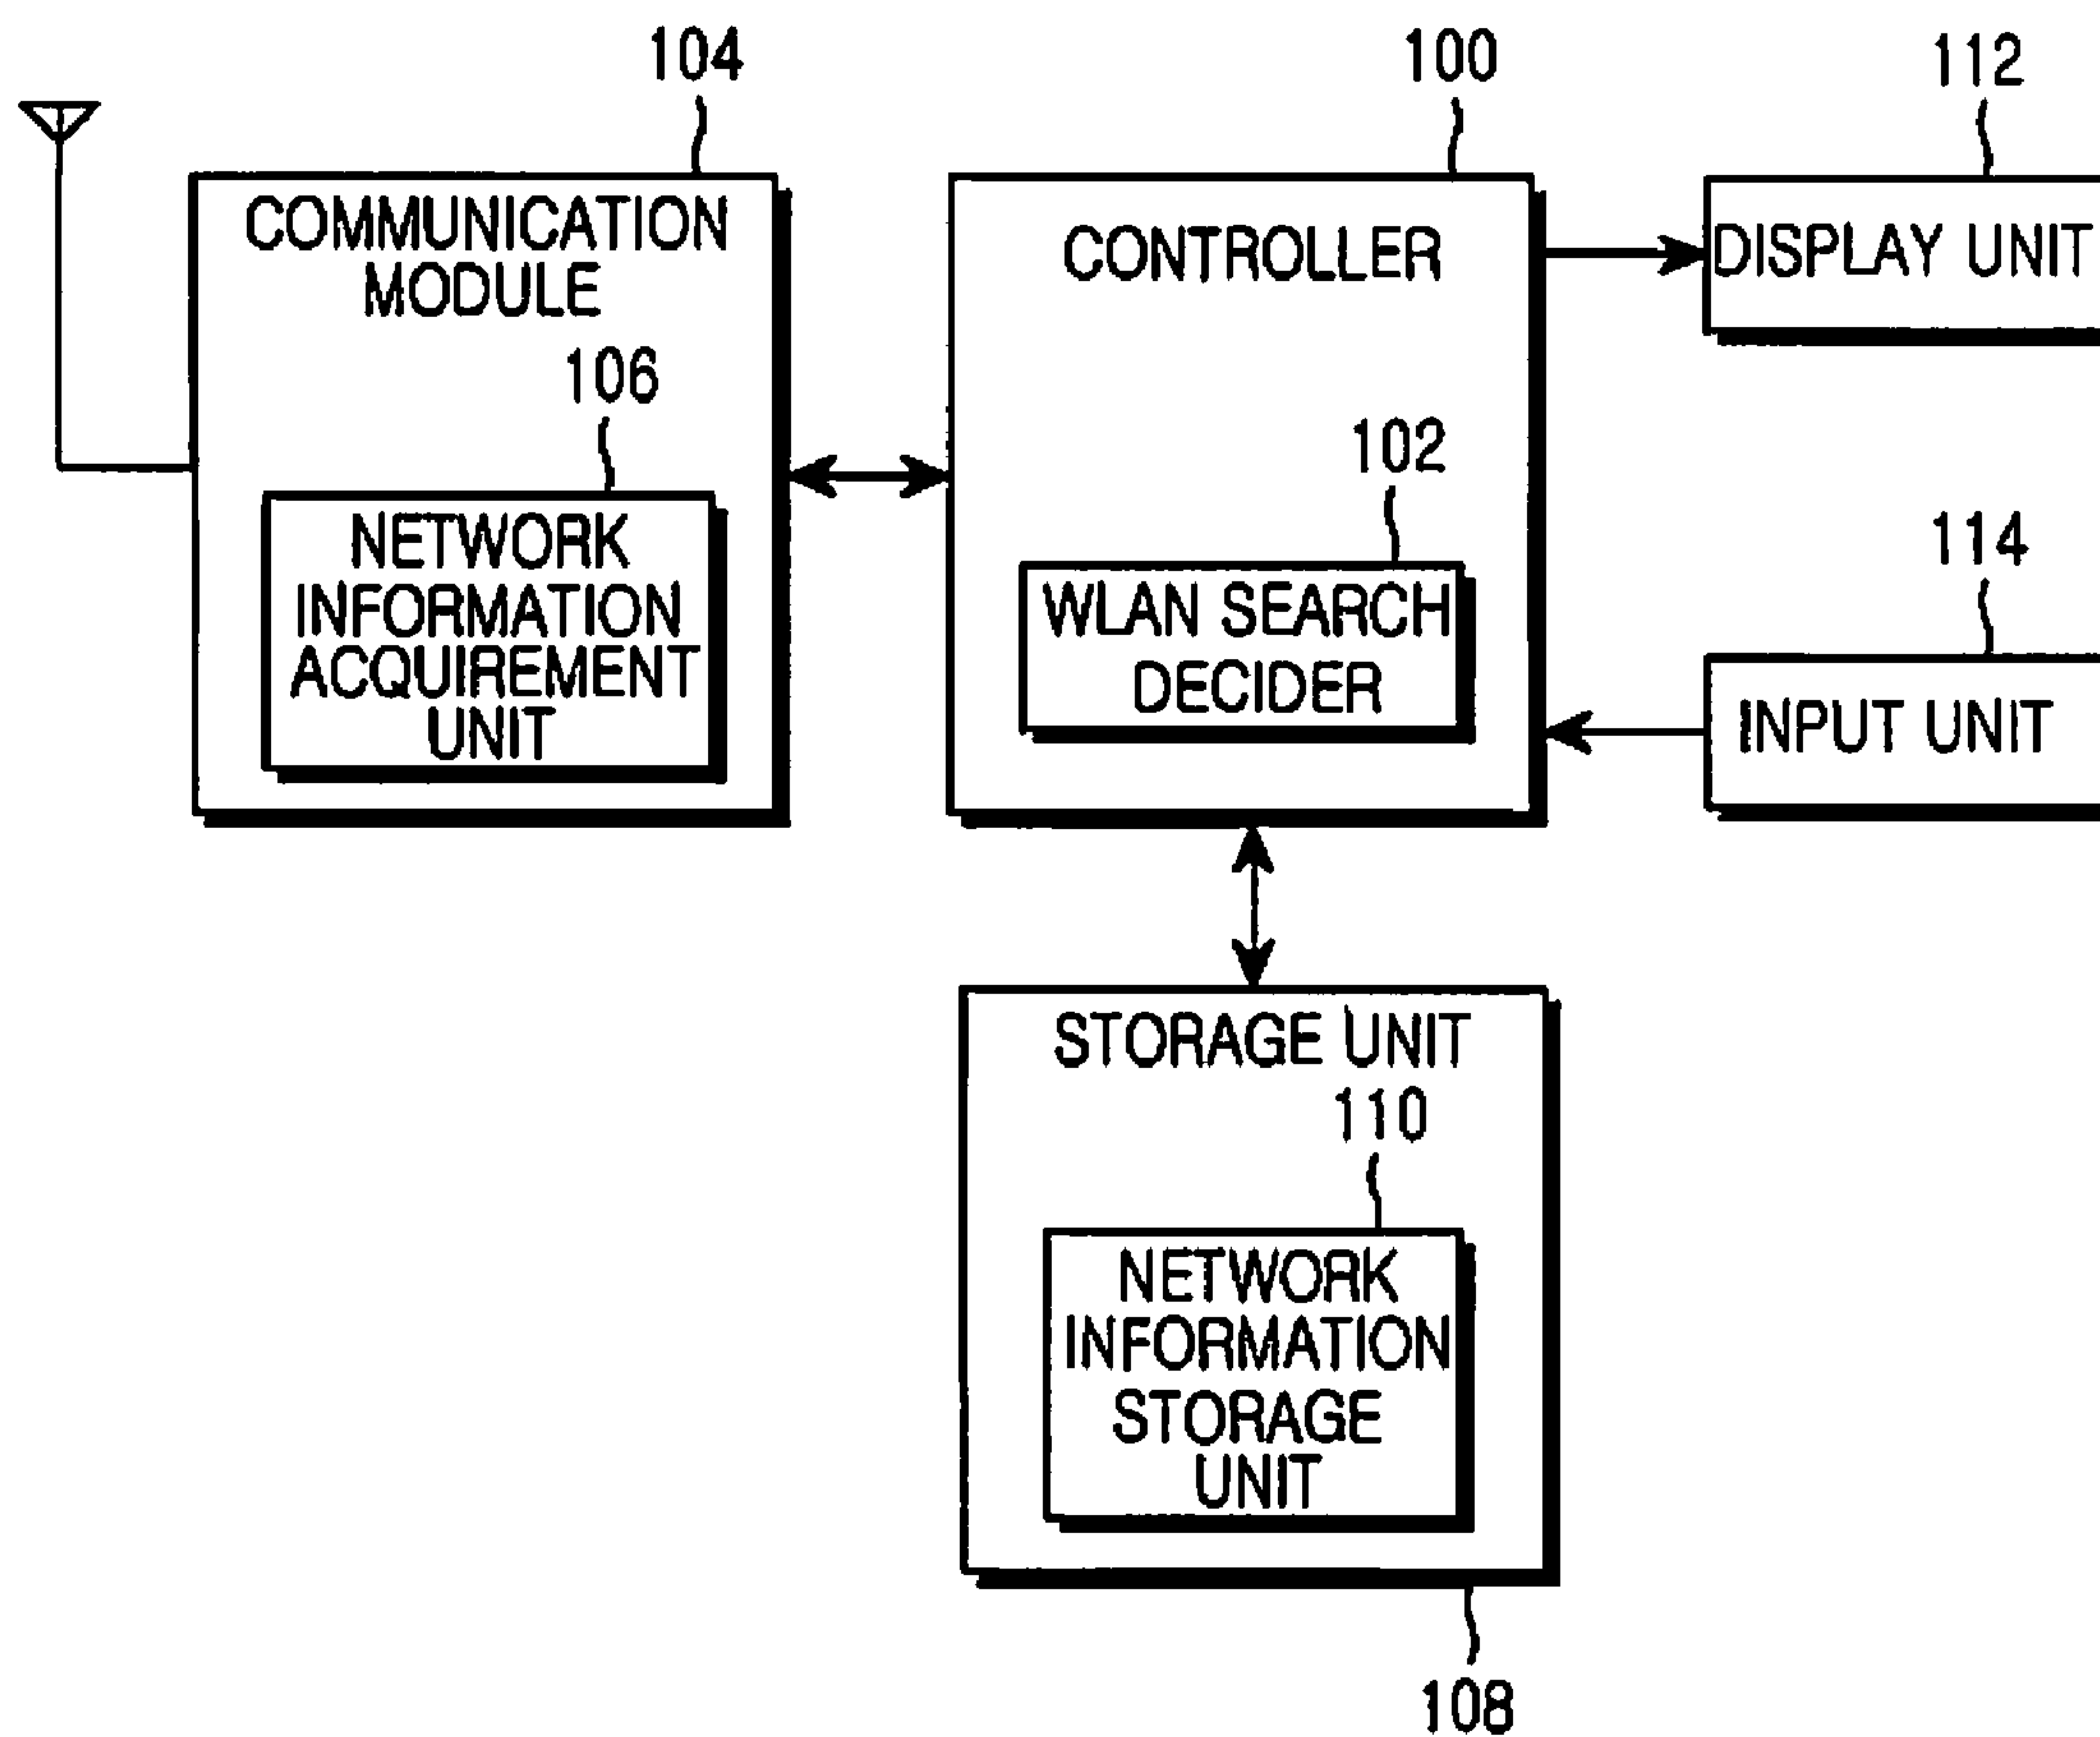 104
100
112
COMMUNICATION
MODULE
CONTROLLER
DISPLAY UNIT
106
102
NETWORK
INFORMATION
ACQUIREMENT
UNIT
WLAN SEARCH
DECIDER
114
INPUT UNIT
STORAGE UNIT
110
NETWORK
INFORMATION
STORAGE
UNIT
108